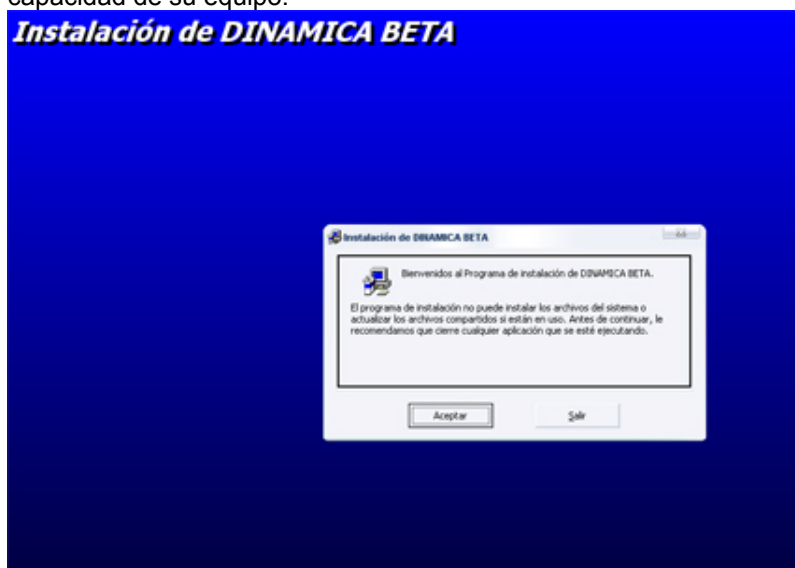 capacidad de su equipo.
Instalación de DINAMICA BETA
Instalación de DINAMICA BETA
Bienvenidos al Programa de instalación de DINAMICA BETA.
El programa de instalación no puede instalar los archivos del sistema o
actualizar los archivos compartidos si están en uso. Antes de continuar, le
recomendamos que cierre cualquier aplicación que se esté ejecutando.
Aceptar
Salir